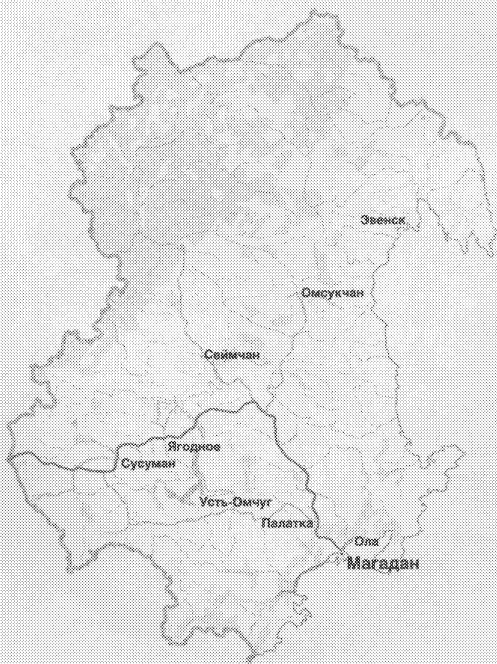 Эвенск
Омсукчан
Сеймчан
Ягодное
Сусуман
Усть-Омчуг
Палатка
Ола
Магадан